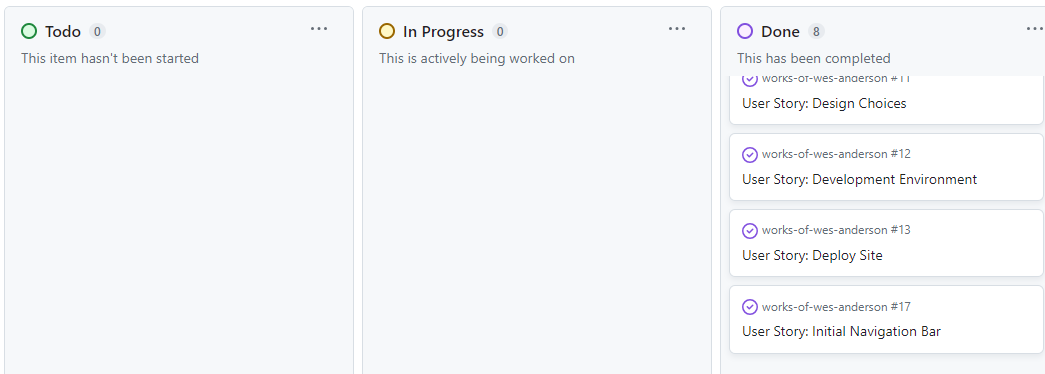 Todo 0
This item hasn't been started
In Progress 0
This is actively being worked on
Done 8
This has been completed
works-of-wes-anderson #11
User Story: Design Choices
works-of-wes-anderson #12
User Story: Development Environment
works-of-wes-anderson #13
User Story: Deploy Site
works-of-wes-anderson #17
User Story: Initial Navigation Bar